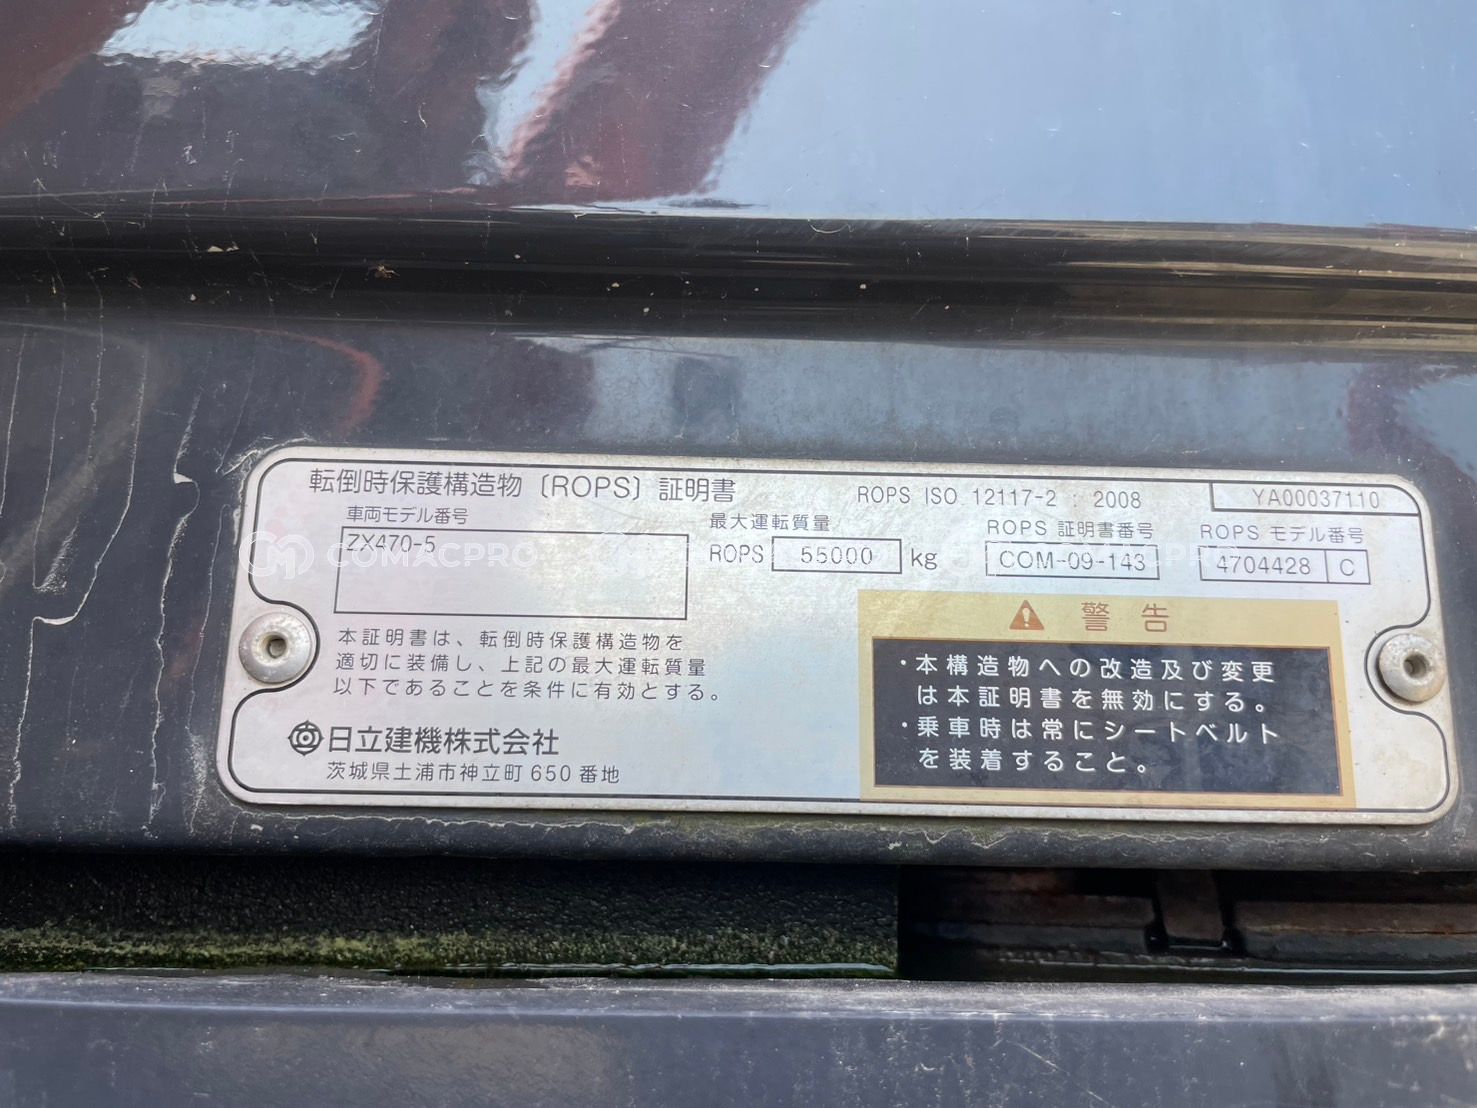 転倒時保護構造物〔ROPS〕証明書
ROPS ISO 12117-2 : 2008
YA00037110
車両モデル番号
ZX470-5
最大運転質量
ROPS 55000 kg
ROPS 証明書番号
COM-09-143
ROPS モデル番号
4704428 C
COMACPRO
COMACPRO
本証明書は、転倒時保護構造物を
適切に装備し、上記の最大運転質量
以下であることを条件に有効とする。
日立建機株式会社
茨城県土浦市神立町 650 番地
警告
・本構造物への改造及び変更
は本証明書を無効にする。
・乗車時は常にシートベルト
を装着すること。